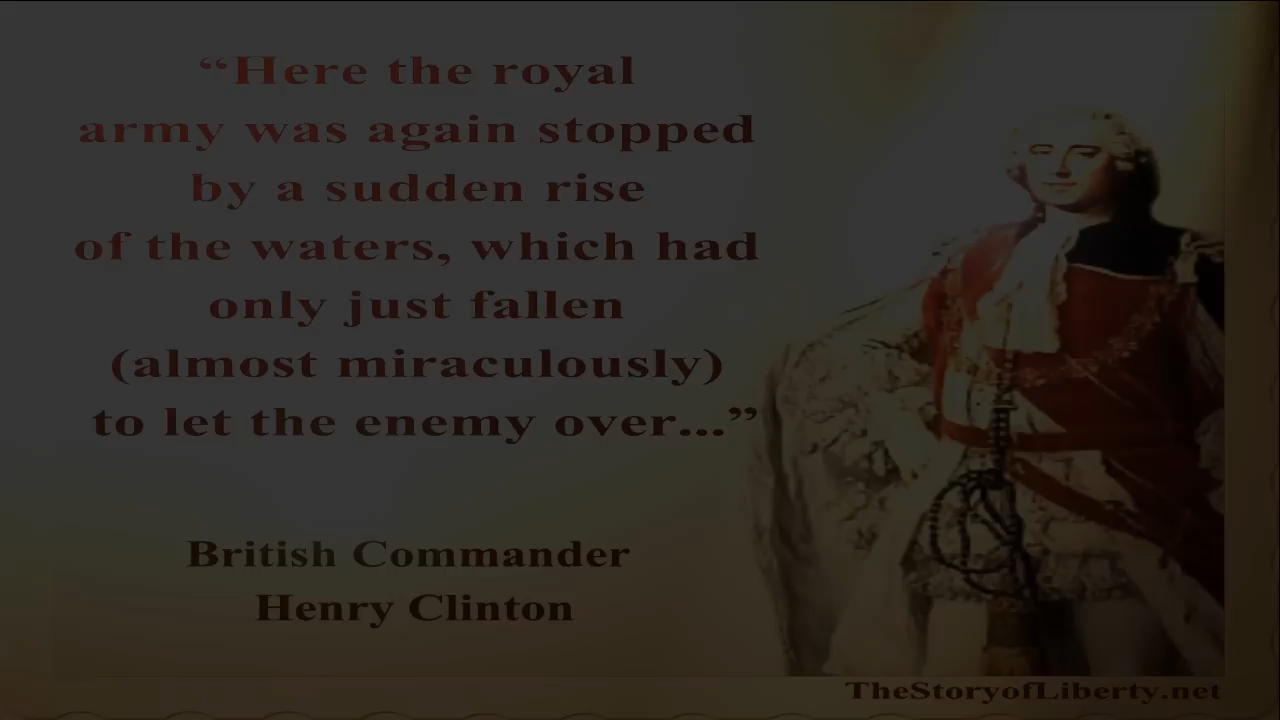 “Here the royal
army was again stopped
by a sudden rise
of the waters, which had
only just fallen
(almost miraculously)
to let the enemy over...”
British Commander
Henry Clinton
TheStoryofLiberty.net